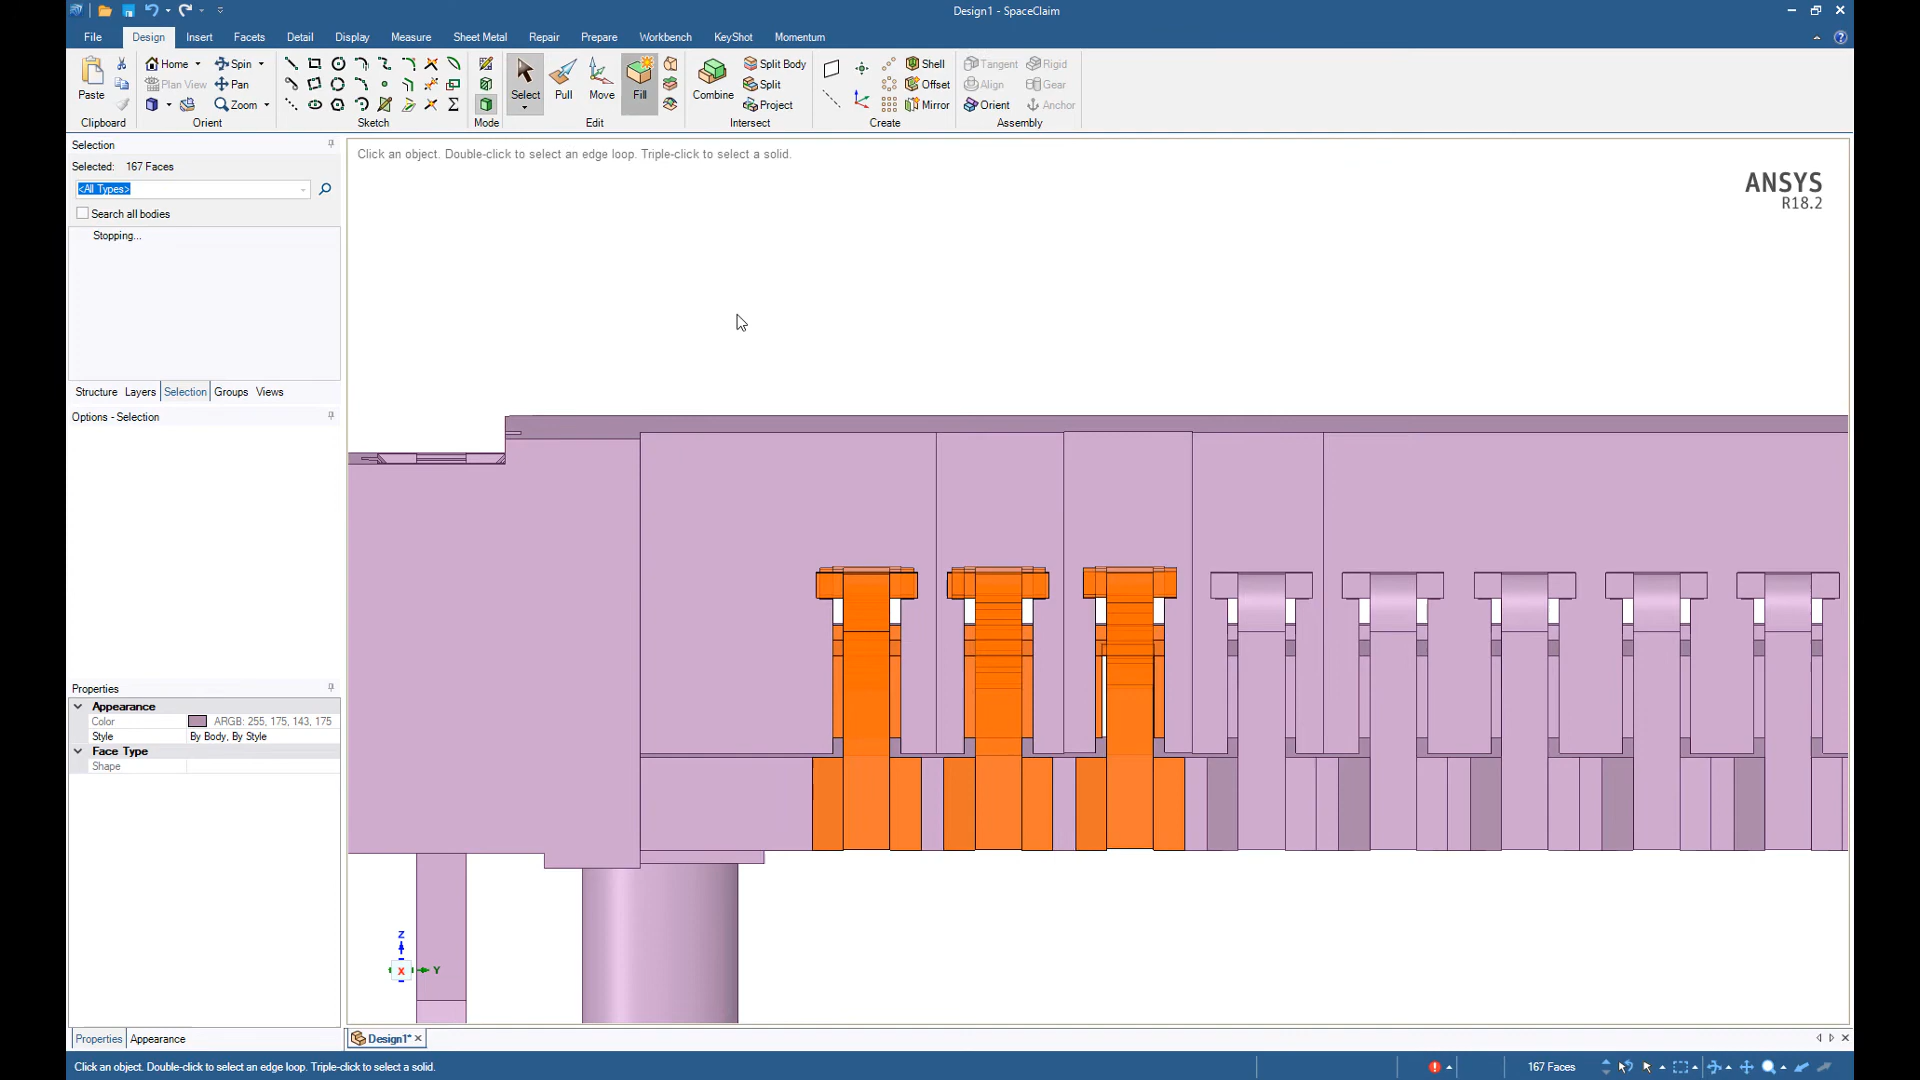 Design1 - SpaceClaim
File Design Insert Facets Detail Display Measure Sheet Metal Repair Prepare Workbench KeyShot Momentum
Paste
Clipboard
Home Spin
Plan View Pan
Zoom
Orient
Sketch
Mode
Select Pull Move Fill
Edit
Combine
Split Body
Split
Project
Intersect
Shell
Offset
Mirror
Create
Tangent Rigid
Align Gear
Orient Anchor
Assembly
Selection
Selected: 167 Faces
<All Types>
Search all bodies
Stopping...
Structure Layers Selection Groups Views
Options - Selection
Properties
Appearance
Color ARGB: 255, 175, 143, 175
Style By Body, By Style
Face Type
Shape
Properties Appearance
Click an object. Double-click to select an edge loop. Triple-click to select a solid.
ANSYS
R18.2
Z
X
Y
Design1*
Click an object. Double-click to select an edge loop. Triple-click to select a solid.
167 Faces